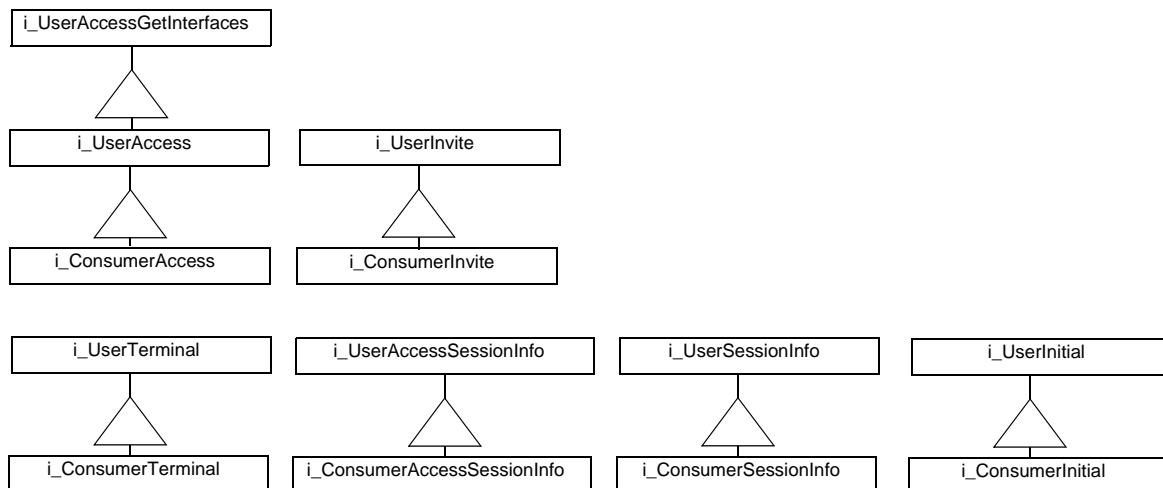 i_UserAccessGetInterfaces
i_UserAccess
i_UserInvite
i_ConsumerAccess
i_ConsumerInvite
i_UserTerminal
i_UserAccessSessionInfo
i_UserSessionInfo
i_UserInitial
i_ConsumerTerminal
i_ConsumerAccessSessionInfo
i_ConsumerSessionInfo
i_ConsumerInitial